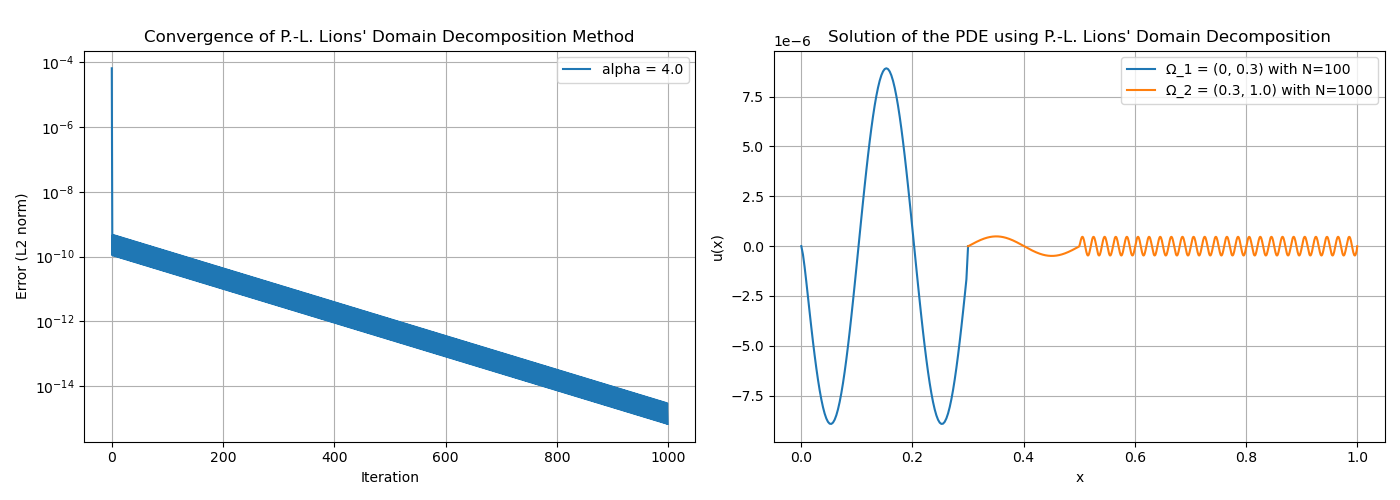 Convergence of P.-L. Lions' Domain Decomposition Method
10⁻⁴
10⁻⁶
10⁻⁸
10⁻¹⁰
10⁻¹²
10⁻¹⁴
Error (L2 norm)
alpha = 4.0
0
200
400
600
800
1000
Iteration
Solution of the PDE using P.-L. Lions' Domain Decomposition
1e−6
7.5
5.0
2.5
0.0
−2.5
−5.0
−7.5
u(x)
Ω_1 = (0, 0.3) with N=100
Ω_2 = (0.3, 1.0) with N=1000
0.0
0.2
0.4
0.6
0.8
1.0
x